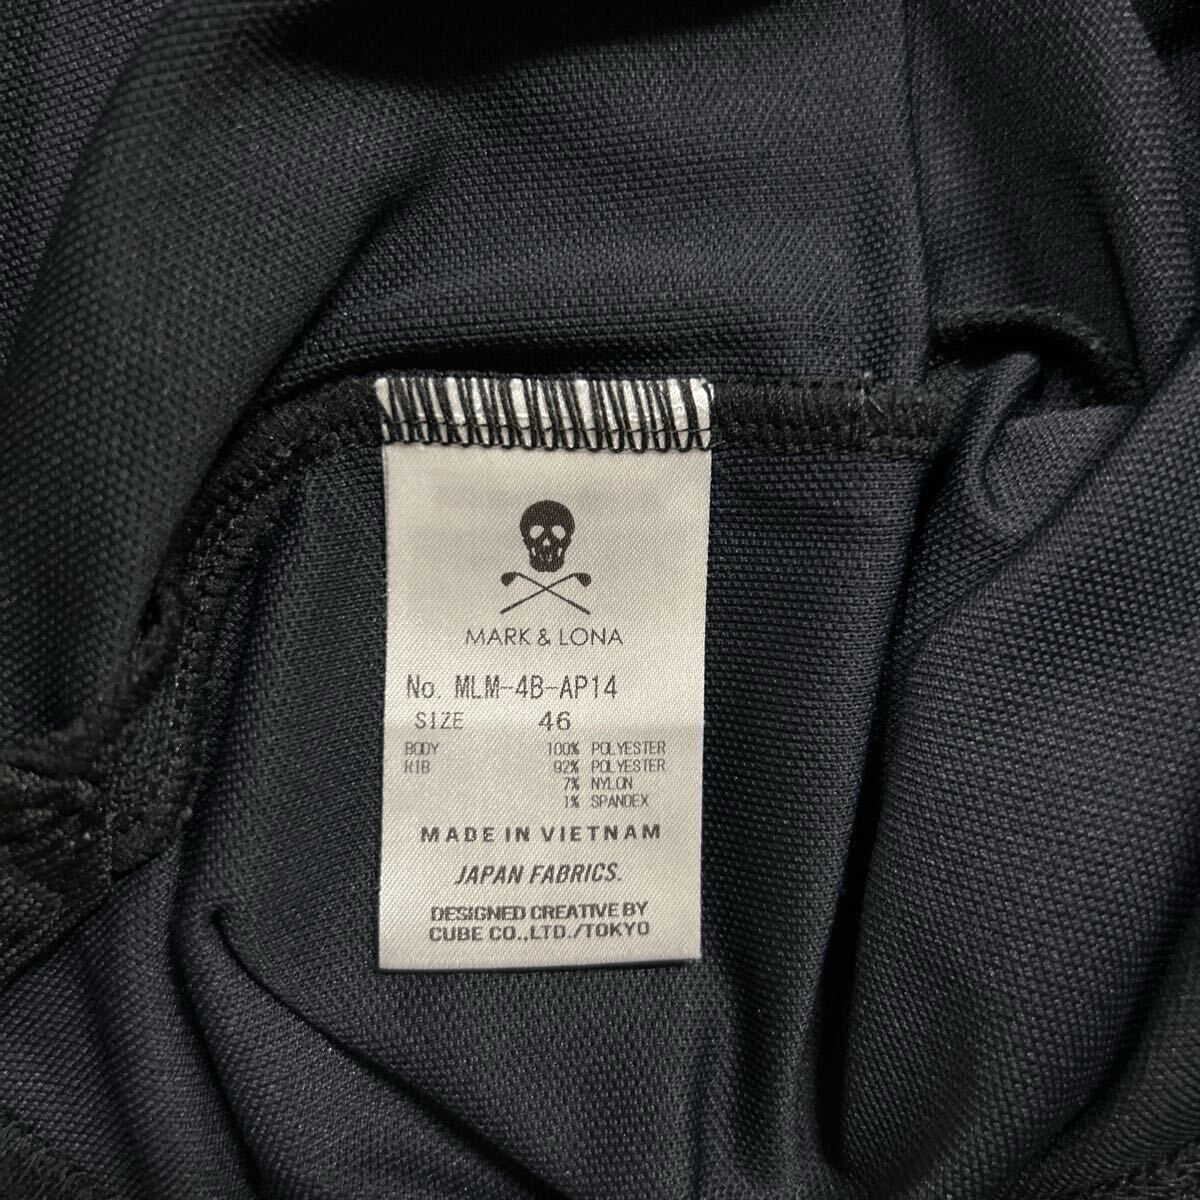 MARK & LONA
No. MLM-4B-AP14
SIZE 46
BODY 100% POLYESTER
RIB 92% POLYESTER
7% NYLON
1% SPANDEX
MADE IN VIETNAM
JAPAN FABRICS.
DESIGNED CREATIVE BY
CUBE CO.,LTD./TOKYO